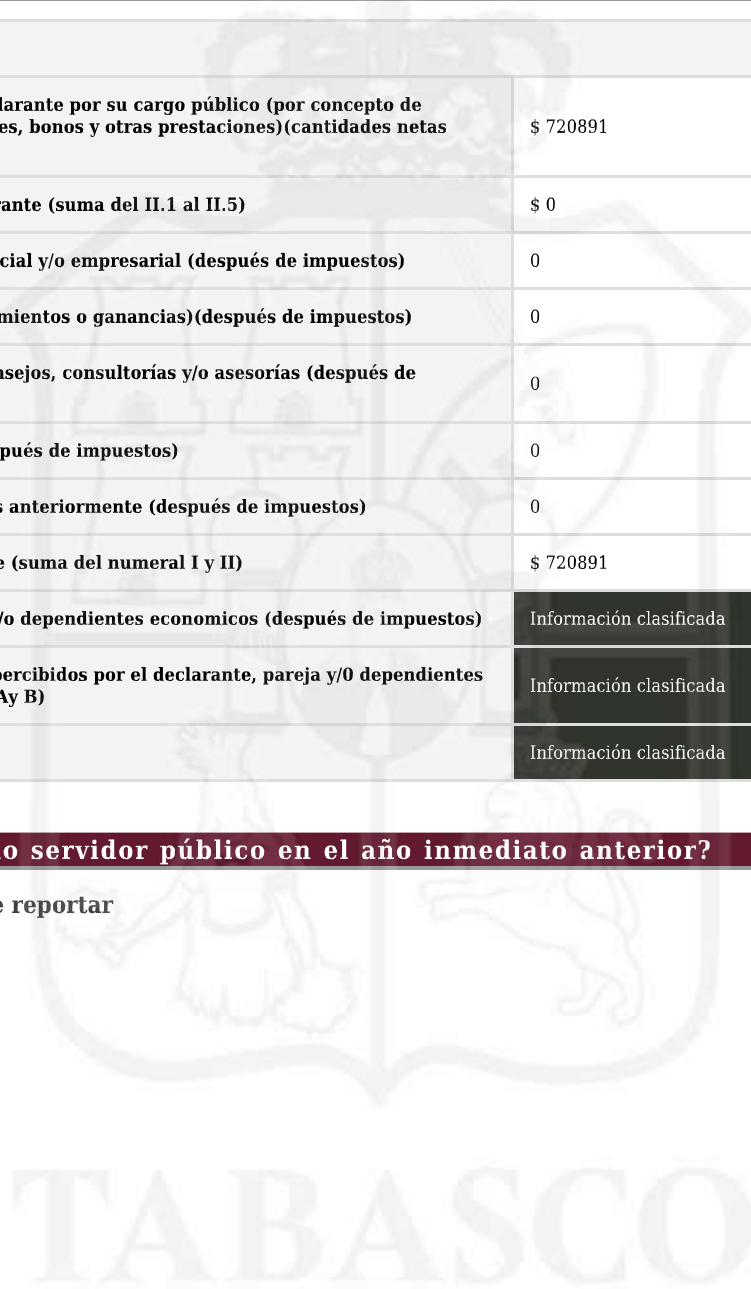 larante por su cargo público (por concepto de
es, bonos y otras prestaciones)(cantidades netas
$ 720891
rante (suma del II.1 al II.5)
$ 0
cial y/o empresarial (después de impuestos)
0
mientos o ganancias)(después de impuestos)
0
nsejos, consultorías y/o asesorías (después de
0
pués de impuestos)
0
s anteriormente (después de impuestos)
0
e (suma del numeral I y II)
$ 720891
/o dependientes economicos (después de impuestos)
Información clasificada
percibidos por el declarante, pareja y/0 dependientes
Ay B)
Información clasificada
Información clasificada
o servidor público en el año inmediato anterior?
e reportar
TABASCO